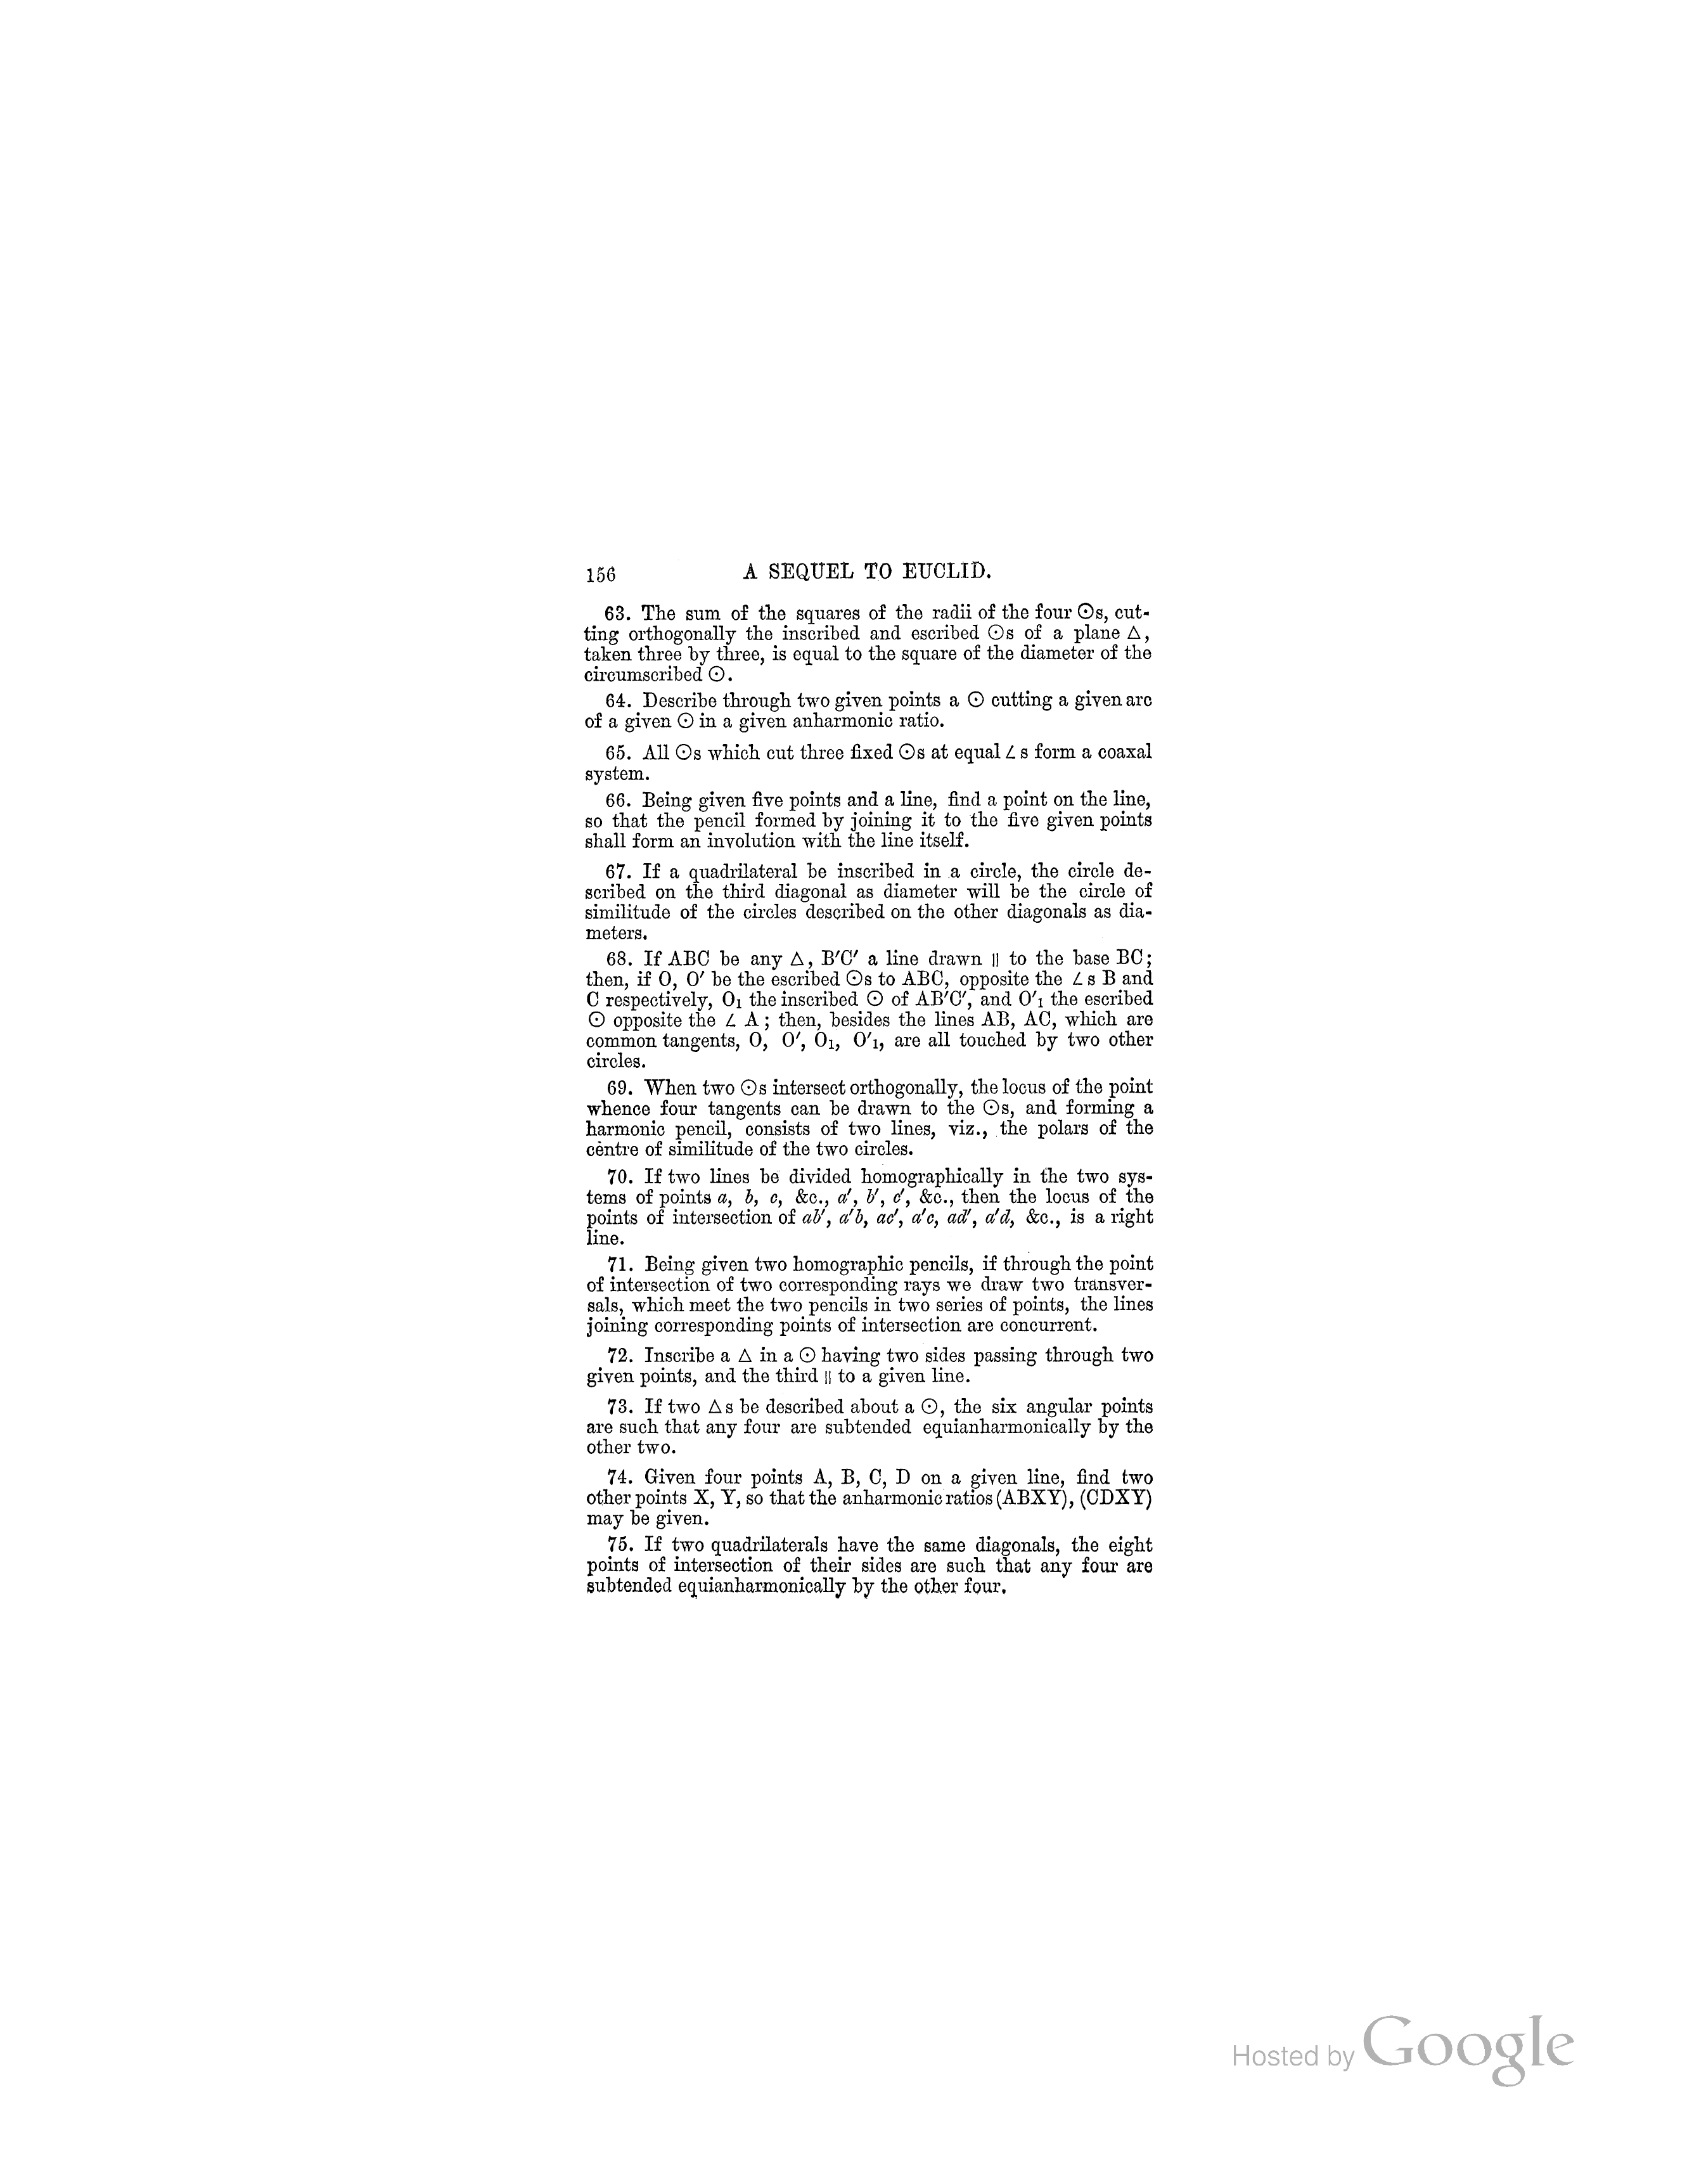 156 A SEQUEL TO EUCLID.
63. The sum of the squares of the radii of the four ⊙s, cut-
ting orthogonally the inscribed and escribed ⊙s of a plane △,
taken three by three, is equal to the square of the diameter of the
circumscribed ⊙.
64. Describe through two given points a ⊙ cutting a given arc
of a given ⊙ in a given anharmonic ratio.
65. All ⊙s which cut three fixed ⊙s at equal ∠s form a coaxal
system.
66. Being given five points and a line, find a point on the line,
so that the pencil formed by joining it to the five given points
shall form an involution with the line itself.
67. If a quadrilateral be inscribed in a circle, the circle de-
scribed on the third diagonal as diameter will be the circle of
similitude of the circles described on the other diagonals as dia-
meters.
68. If ABC be any △, B′C′ a line drawn ∥ to the base BC;
then, if O, O′ be the escribed ⊙s to ABC, opposite the ∠s B and
C respectively, O₁ the inscribed ⊙ of AB′C′, and O′₁ the escribed
⊙ opposite the ∠ A; then, besides the lines AB, AC, which are
common tangents, O, O′, O₁, O′₁, are all touched by two other
circles.
69. When two ⊙s intersect orthogonally, the locus of the point
whence four tangents can be drawn to the ⊙s, and forming a
harmonic pencil, consists of two lines, viz., the polars of the
centre of similitude of the two circles.
70. If two lines be divided homographically in the two sys-
tems of points a, b, c, &c., a′, b′, c′, &c., then the locus of the
points of intersection of ab′, a′b, ac′, a′c, ad′, a′d, &c., is a right
line.
71. Being given two homographic pencils, if through the point
of intersection of two corresponding rays we draw two transver-
sals, which meet the two pencils in two series of points, the lines
joining corresponding points of intersection are concurrent.
72. Inscribe a △ in a ⊙ having two sides passing through two
given points, and the third ∥ to a given line.
73. If two △s be described about a ⊙, the six angular points
are such that any four are subtended equianharmonically by the
other two.
74. Given four points A, B, C, D on a given line, find two
other points X, Y, so that the anharmonic ratios (ABXY), (CDXY)
may be given.
75. If two quadrilaterals have the same diagonals, the eight
points of intersection of their sides are such that any four are
subtended equianharmonically by the other four.
Hosted by Google